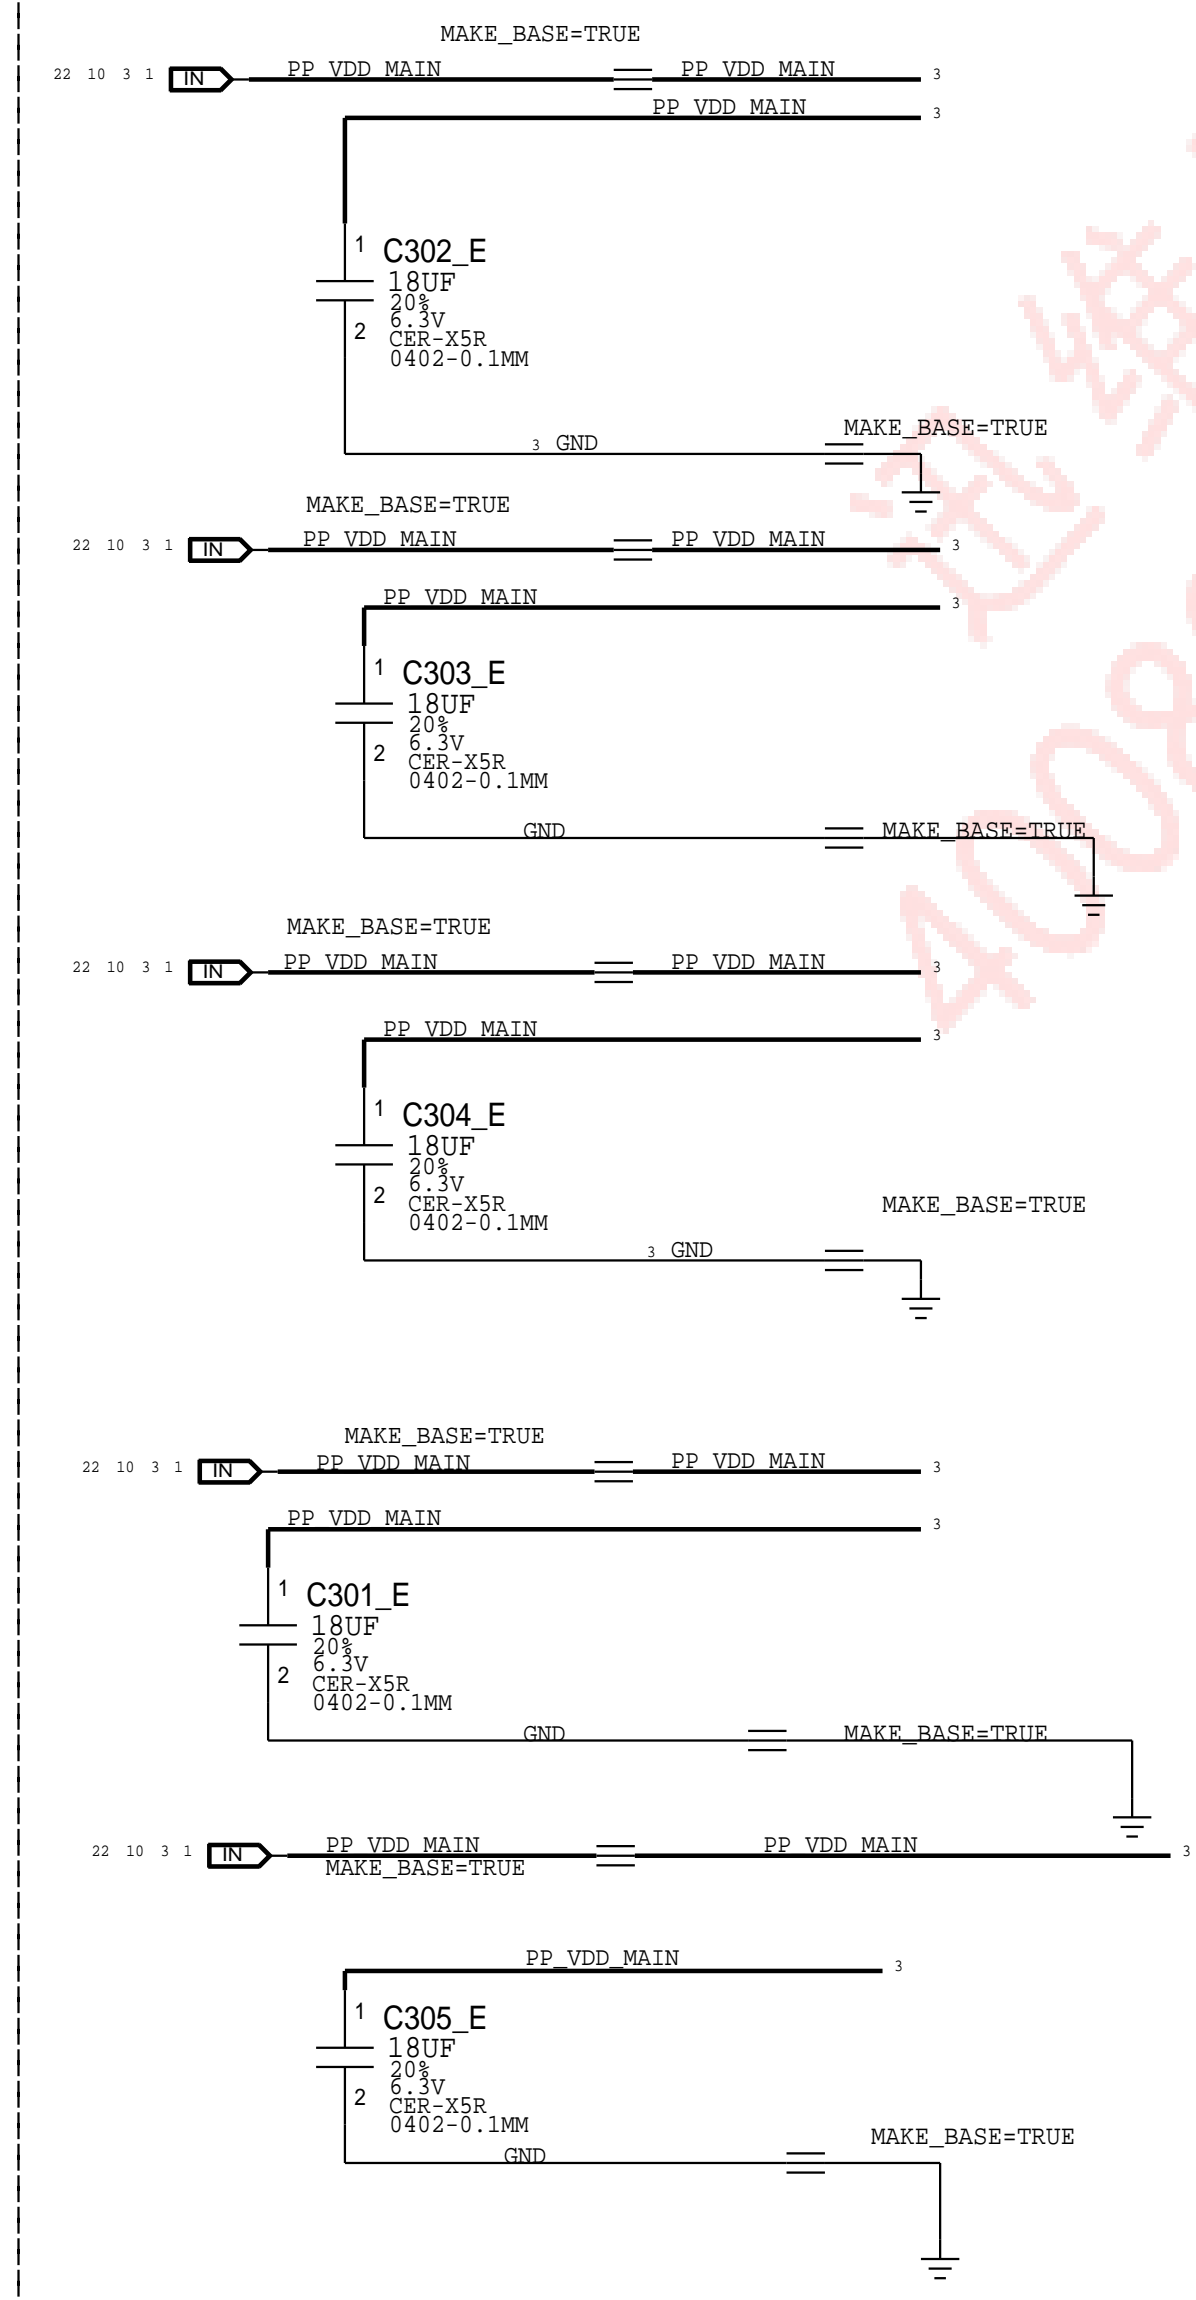 MAKE_BASE=TRUE
22 10 3 1 IN PP_VDD_MAIN PP_VDD_MAIN 3
PP_VDD_MAIN 3
1 C302_E
18UF
20%
6.3V
2 CER-X5R
0402-0.1MM
3 GND MAKE_BASE=TRUE
MAKE_BASE=TRUE
22 10 3 1 IN PP_VDD_MAIN PP_VDD_MAIN 3
PP_VDD_MAIN 3
1 C303_E
18UF
20%
6.3V
2 CER-X5R
0402-0.1MM
GND MAKE_BASE=TRUE
MAKE_BASE=TRUE
22 10 3 1 IN PP_VDD_MAIN PP_VDD_MAIN 3
PP_VDD_MAIN 3
1 C304_E
18UF
20%
6.3V
2 CER-X5R
0402-0.1MM
MAKE_BASE=TRUE
3 GND
MAKE_BASE=TRUE
22 10 3 1 IN PP_VDD_MAIN PP_VDD_MAIN 3
PP_VDD_MAIN 3
1 C301_E
18UF
20%
6.3V
2 CER-X5R
0402-0.1MM
GND MAKE_BASE=TRUE
22 10 3 1 IN PP_VDD_MAIN PP_VDD_MAIN 3
MAKE_BASE=TRUE
PP_VDD_MAIN 3
1 C305_E
18UF
20%
6.3V
2 CER-X5R
0402-0.1MM
MAKE_BASE=TRUE
GND
迅维
400